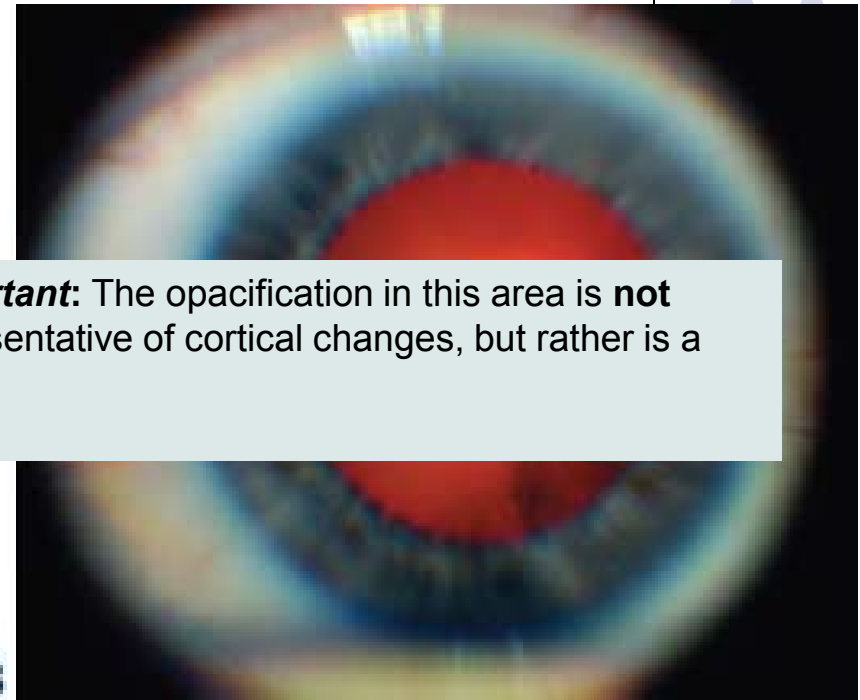 rtant: The opacification in this area is not
sentative of cortical changes, but rather is a